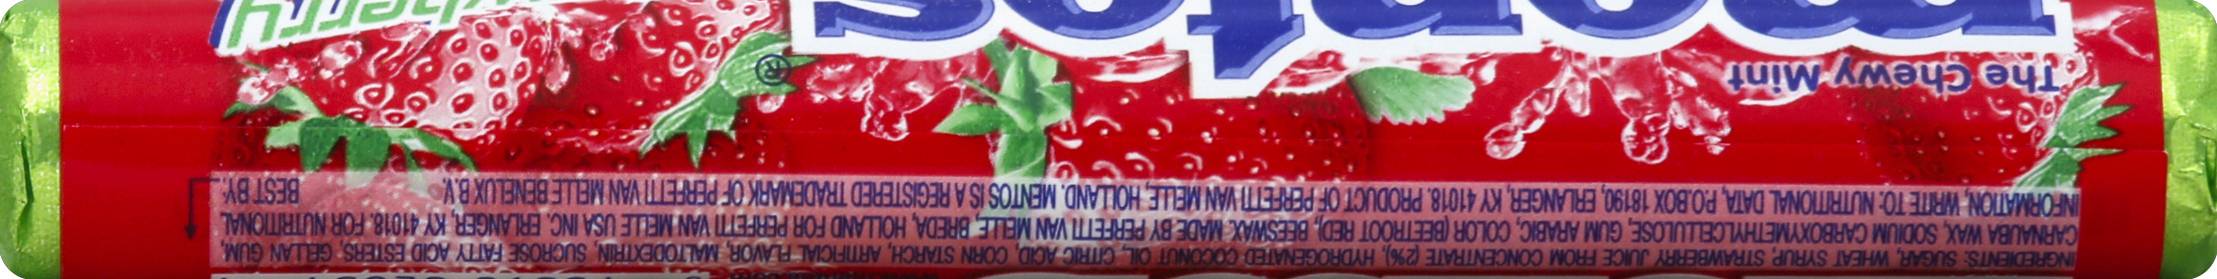 INGREDIENTS: SUGAR, WHEAT SYRUP, STRAWBERRY JUICE FROM CONCENTRATE (2%), HYDROGENATED COCONUT OIL, CITRIC ACID, CORN STARCH, ARTIFICIAL FLAVOR, MALTODEXTRIN, SUCROSE FATTY ACID ESTERS, GELLAN GUM,
CARNAUBA WAX, SODIUM CARBOXYMETHYLCELLULOSE, GUM ARABIC, COLOR (BEETROOT RED), BEESWAX. MADE BY PERFETTI VAN MELLE, BREDA, HOLLAND FOR PERFETTI VAN MELLE USA INC. ERLANGER, KY 41018. FOR NUTRITIONAL
INFORMATION, WRITE TO: NUTRITIONAL DATA, P.O.BOX 18190, ERLANGER, KY 41018. PRODUCT OF PERFETTI VAN MELLE, HOLLAND. MENTOS IS A REGISTERED TRADEMARK OF PERFETTI VAN MELLE BENELUX B.V.
BEST BY:
The Chewy Mint
mentos ®